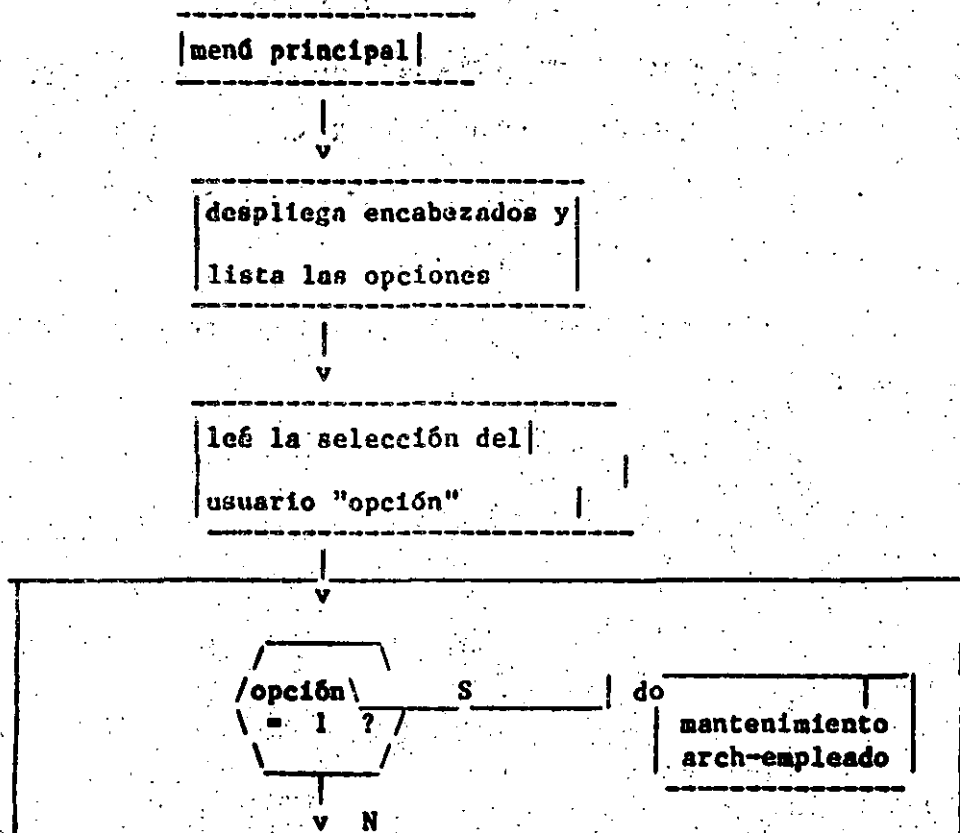 menú principal
v
despliega encabezados y
lista las opciones
v
leé la selección del
usuario "opción"
v
opción S do
= 1 ? mantenimiento
arch-empleado
v N